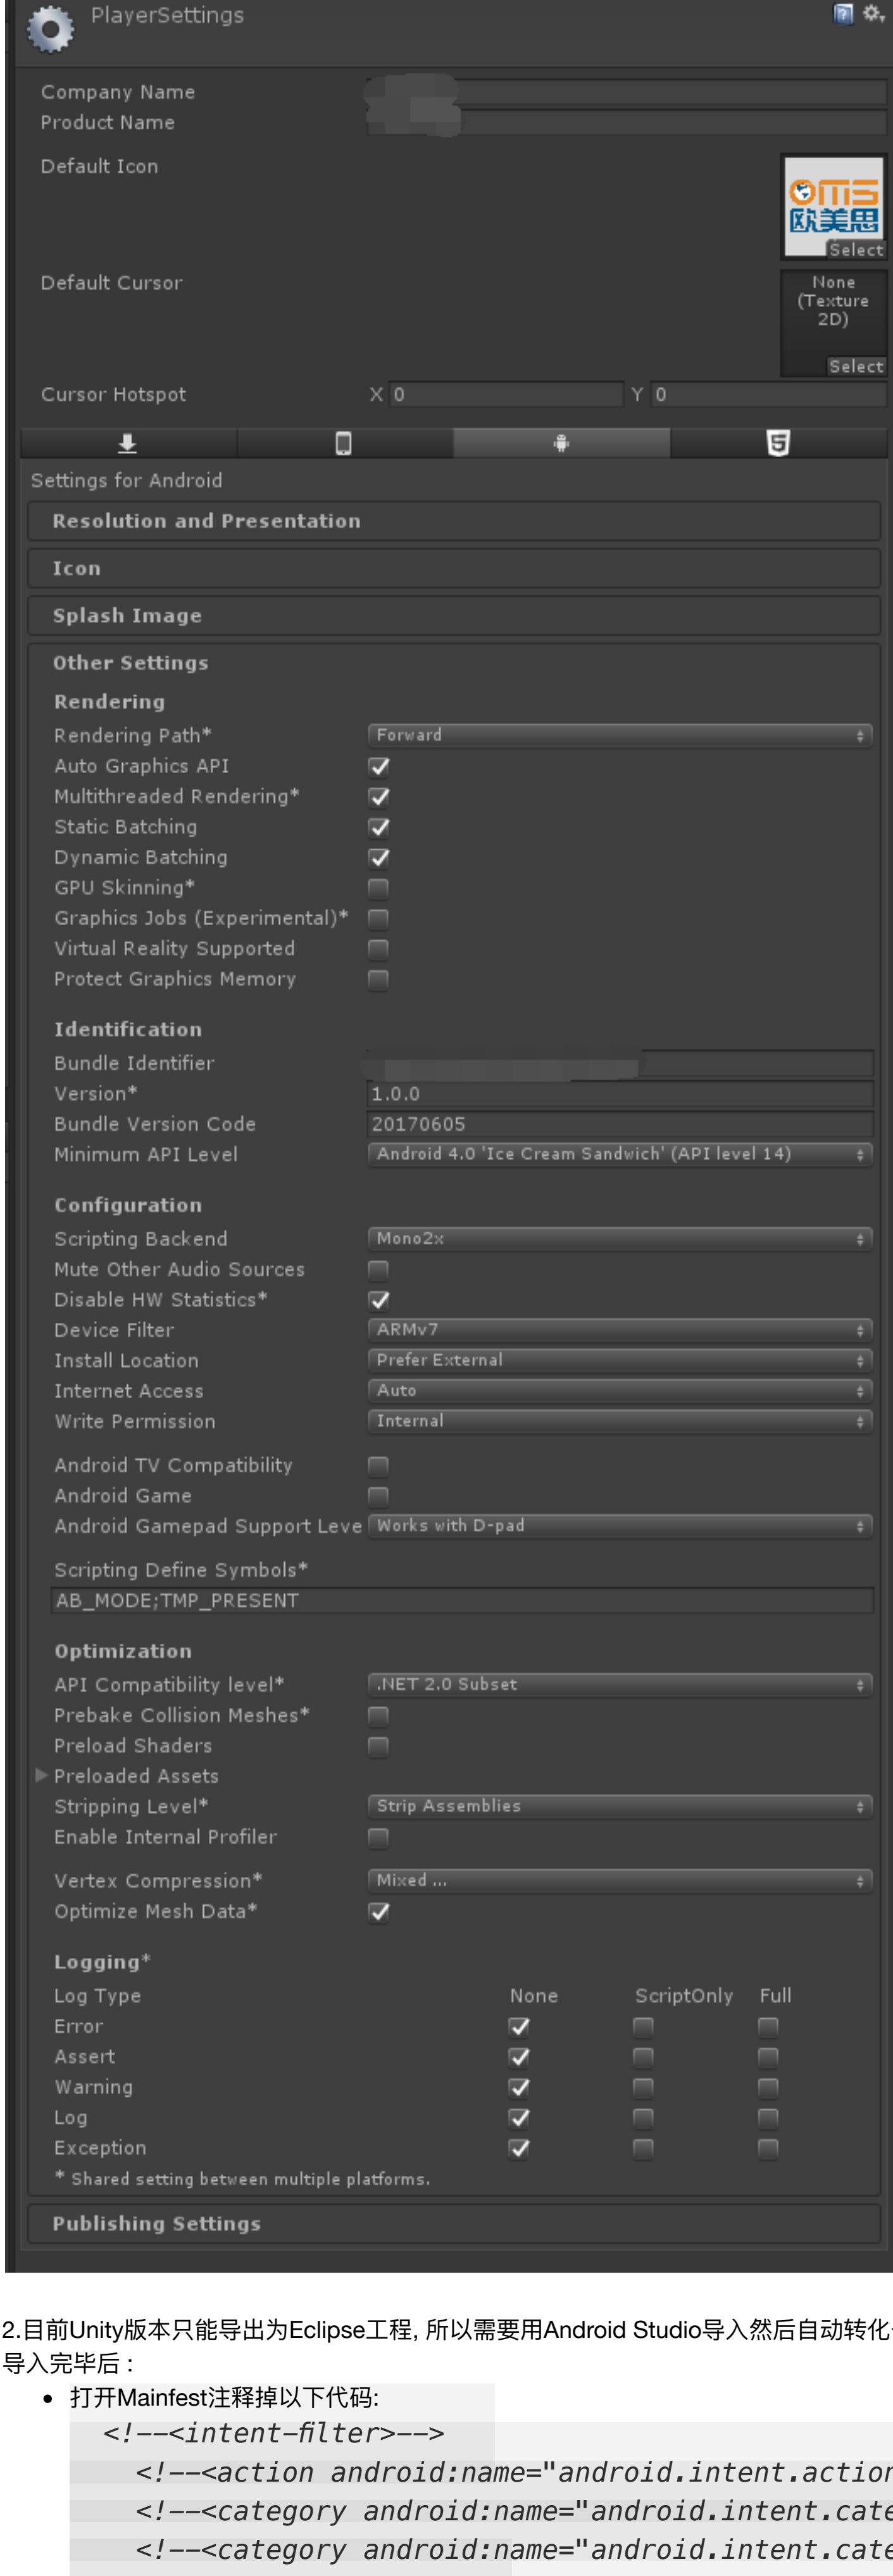 PlayerSettings
Company Name
Product Name
Default Icon
OMS
欧美思
Select
Default Cursor
None
(Texture
2D)
Select
Cursor Hotspot X 0 Y 0
Settings for Android
Resolution and Presentation
Icon
Splash Image
Other Settings
Rendering
Rendering Path* Forward
Auto Graphics API
Multithreaded Rendering*
Static Batching
Dynamic Batching
GPU Skinning*
Graphics Jobs (Experimental)*
Virtual Reality Supported
Protect Graphics Memory
Identification
Bundle Identifier
Version* 1.0.0
Bundle Version Code 20170605
Minimum API Level Android 4.0 'Ice Cream Sandwich' (API level 14)
Configuration
Scripting Backend Mono2x
Mute Other Audio Sources
Disable HW Statistics*
Device Filter ARMv7
Install Location Prefer External
Internet Access Auto
Write Permission Internal
Android TV Compatibility
Android Game
Android Gamepad Support Leve Works with D-pad
Scripting Define Symbols*
AB_MODE;TMP_PRESENT
Optimization
API Compatibility level* .NET 2.0 Subset
Prebake Collision Meshes*
Preload Shaders
Preloaded Assets
Stripping Level* Strip Assemblies
Enable Internal Profiler
Vertex Compression* Mixed ...
Optimize Mesh Data*
Logging*
Log Type None ScriptOnly Full
Error
Assert
Warning
Log
Exception
* Shared setting between multiple platforms.
Publishing Settings
2.目前Unity版本只能导出为Eclipse工程, 所以需要用Android Studio导入然后自动转化
导入完毕后 :
• 打开Mainfest注释掉以下代码:
<!--<intent-filter>-->
<!--<action android:name="android.intent.action
<!--<category android:name="android.intent.cate
<!--<category android:name="android.intent.cate